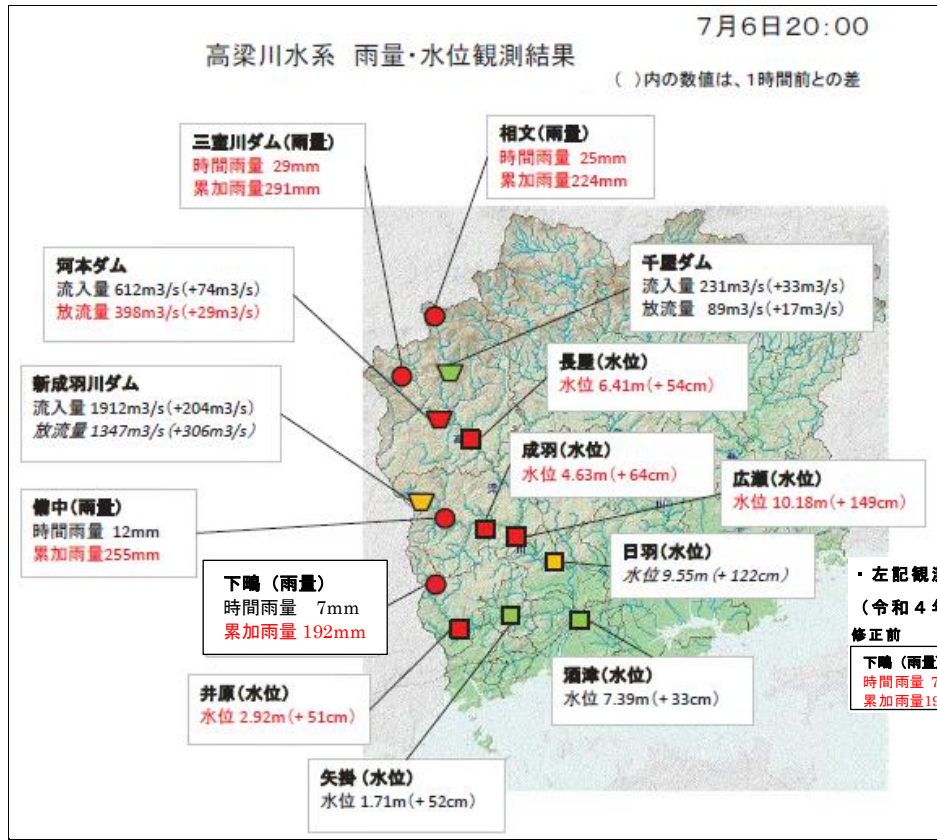 7月6日20:00
高梁川水系 雨量・水位観測結果
( )内の数値は、1時間前との差
三室川ダム(雨量)
時間雨量 29mm
累加雨量291mm
相文(雨量)
時間雨量 25mm
累加雨量224mm
河本ダム
流入量 612m3/s(+74m3/s)
放流量 398m3/s(+29m3/s)
千屋ダム
流入量 231m3/s(+33m3/s)
放流量 89m3/s(+17m3/s)
長屋(水位)
水位 6.41m(+54cm)
新成羽川ダム
流入量 1912m3/s(+204m3/s)
放流量 1347m3/s(+306m3/s)
成羽(水位)
水位 4.63m(+64cm)
広瀬(水位)
水位 10.18m(+149cm)
備中(雨量)
時間雨量 12mm
累加雨量255mm
日羽(水位)
水位 9.55m(+122cm)
下鴫(雨量)
時間雨量 7mm
累加雨量 192mm
・左記観
(令和4年
修正前
下鴫(雨量
時間雨量 7
累加雨量19
井原(水位)
水位 2.92m(+51cm)
酒津(水位)
水位 7.39m(+33cm)
矢掛(水位)
水位 1.71m(+52cm)